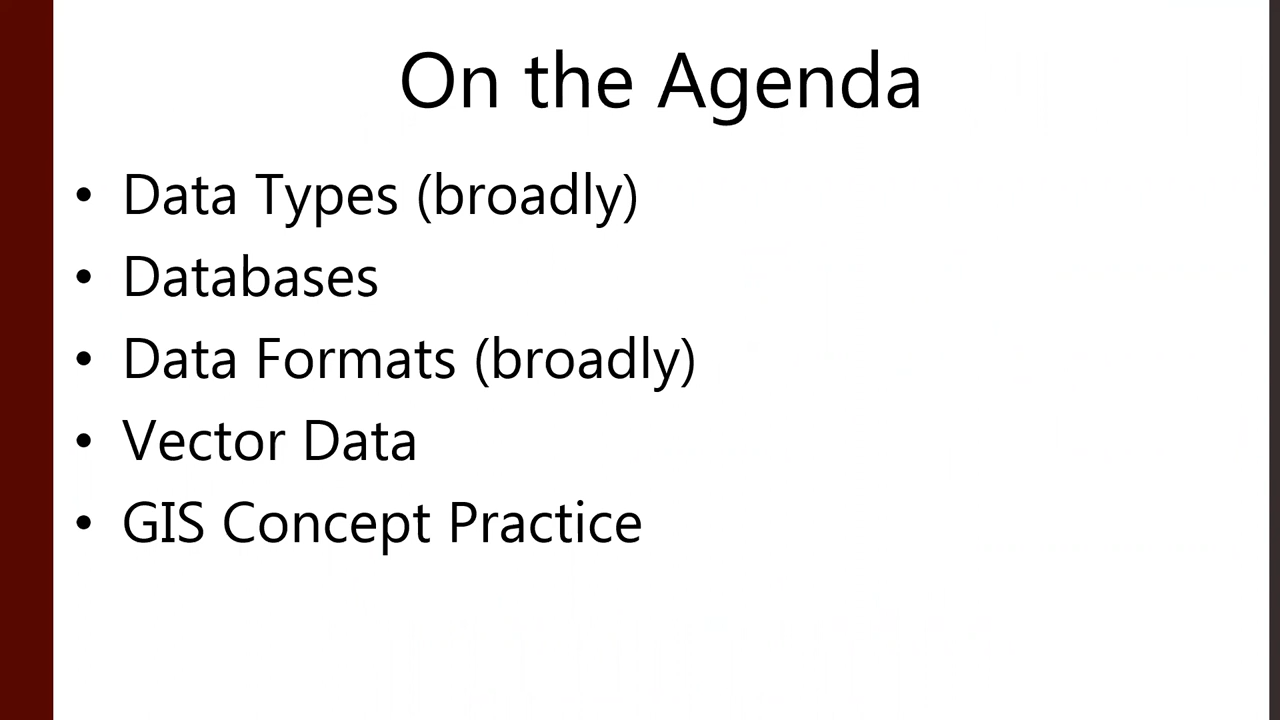 On the Agenda
• Data Types (broadly)
• Databases
• Data Formats (broadly)
• Vector Data
• GIS Concept Practice